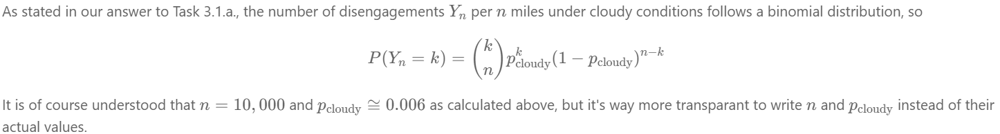 As stated in our answer to Task 3.1.a., the number of disengagements $Y_n$ per $n$ miles under cloudy conditions follows a binomial distribution, so
$$P(Y_n = k) = \binom{k}{n} p_{\text{cloudy}}^k (1 - p_{\text{cloudy}})^{n-k}$$
It is of course understood that $n = 10,000$ and $p_{\text{cloudy}} \cong 0.006$ as calculated above, but it's way more transparant to write $n$ and $p_{\text{cloudy}}$ instead of their
actual values.